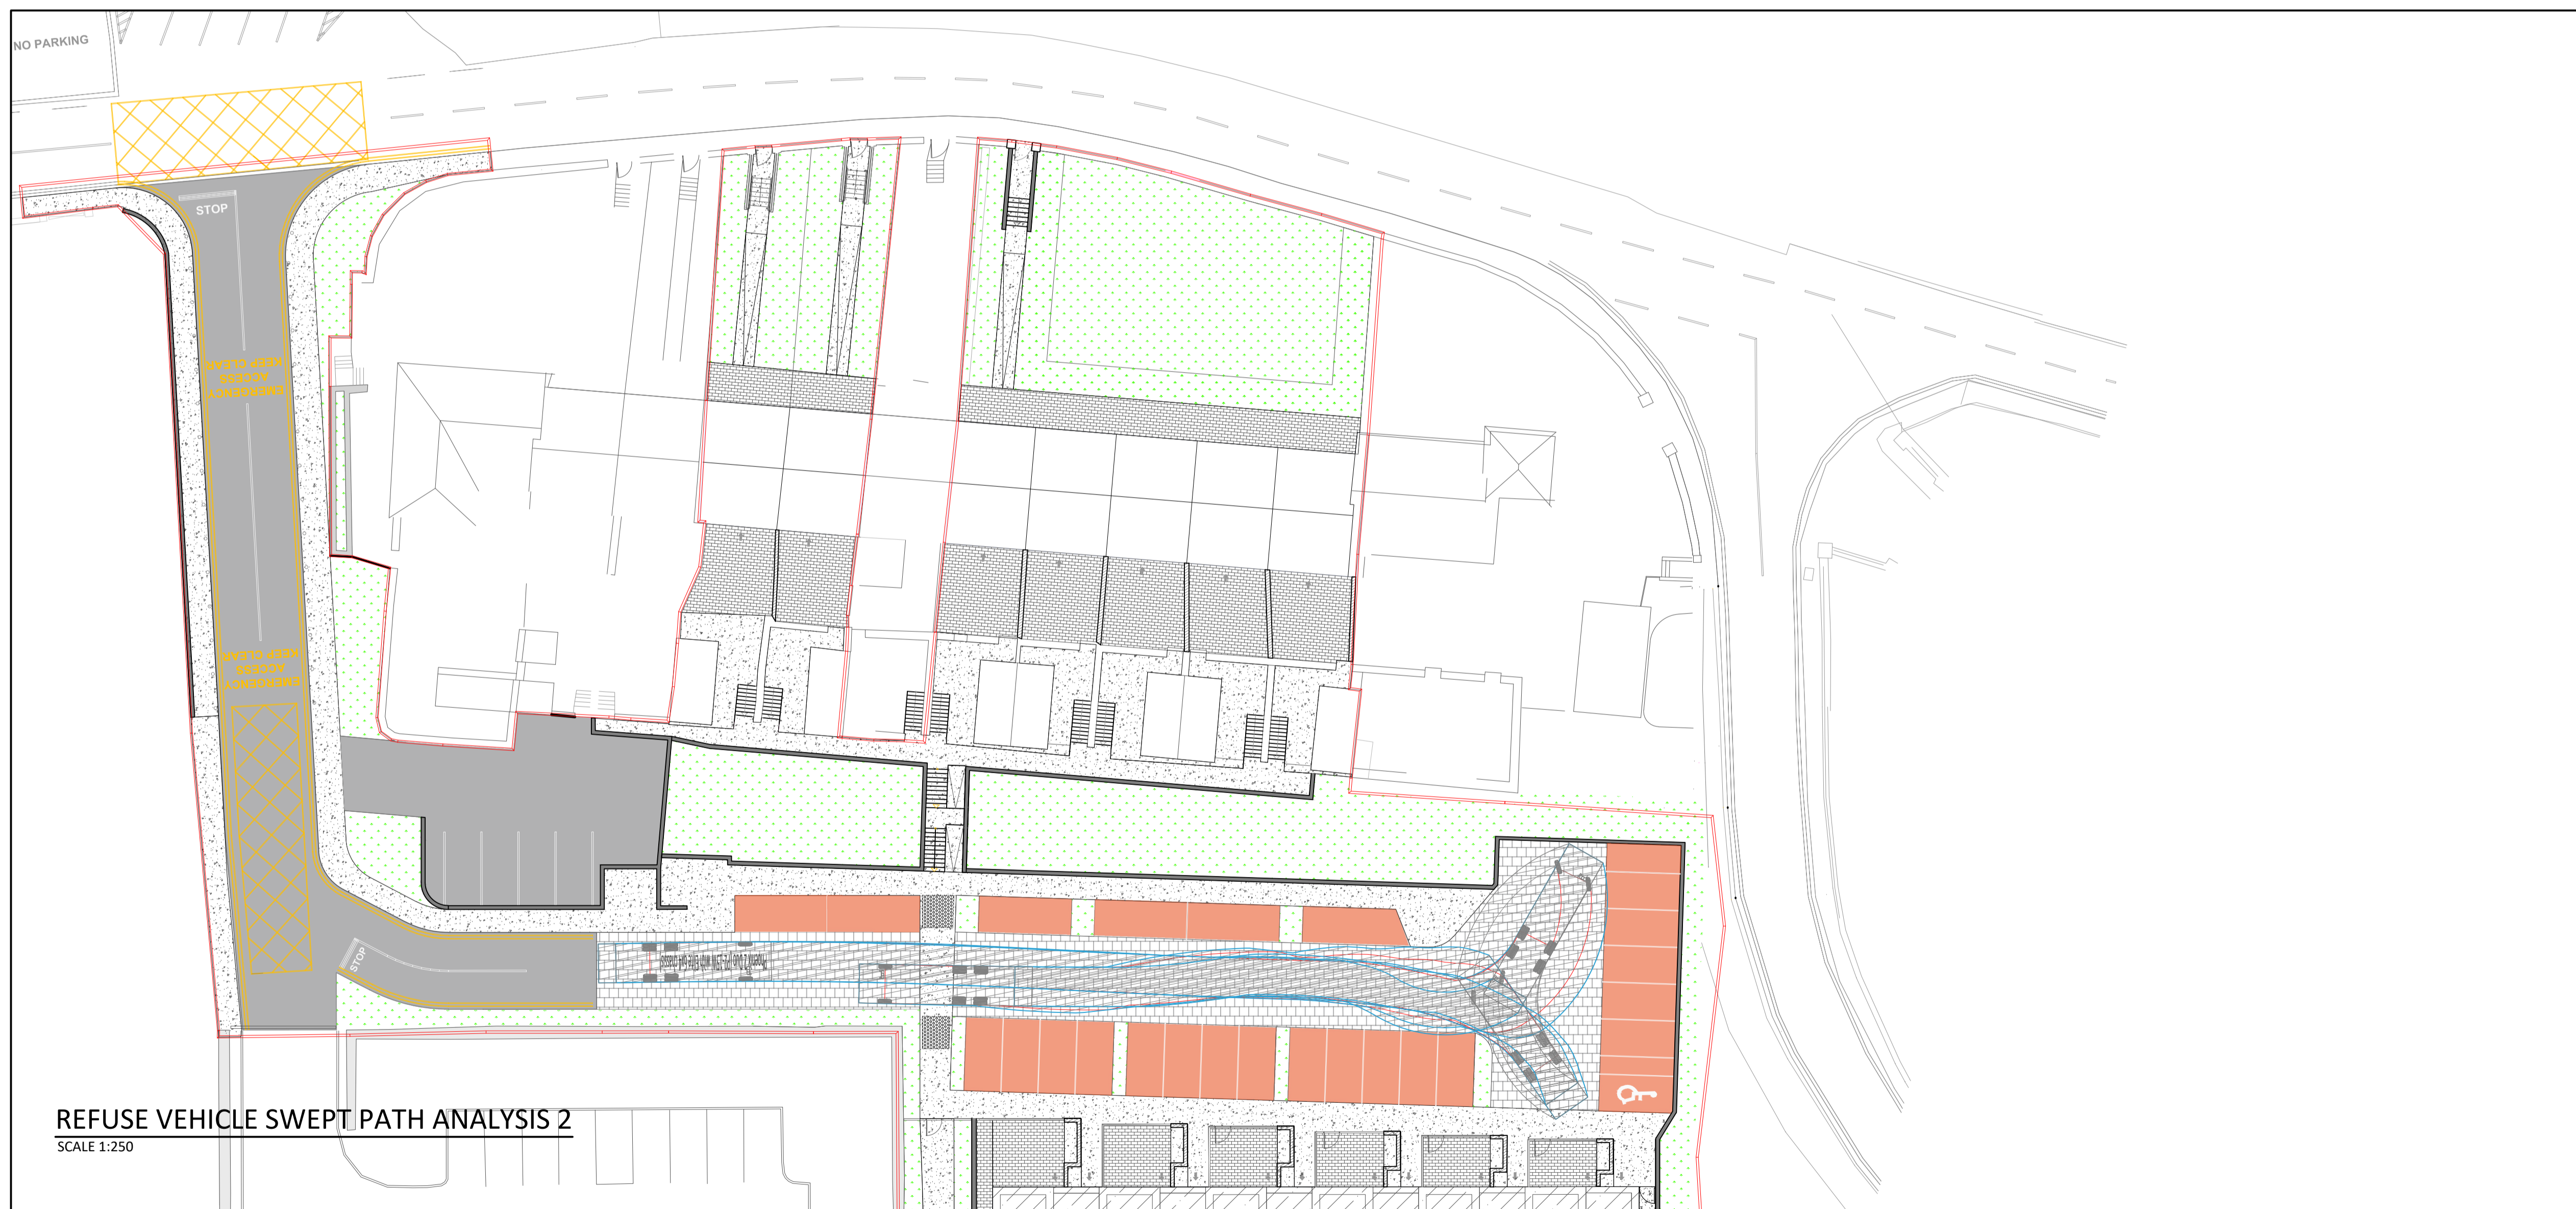 NO PARKING
STOP
KEEP CLEAR
ACCESS
EMERGENCY
KEEP CLEAR
ACCESS
EMERGENCY
STOP
REFUSE VEHICLE SWEPT PATH ANALYSIS 2
SCALE 1:250